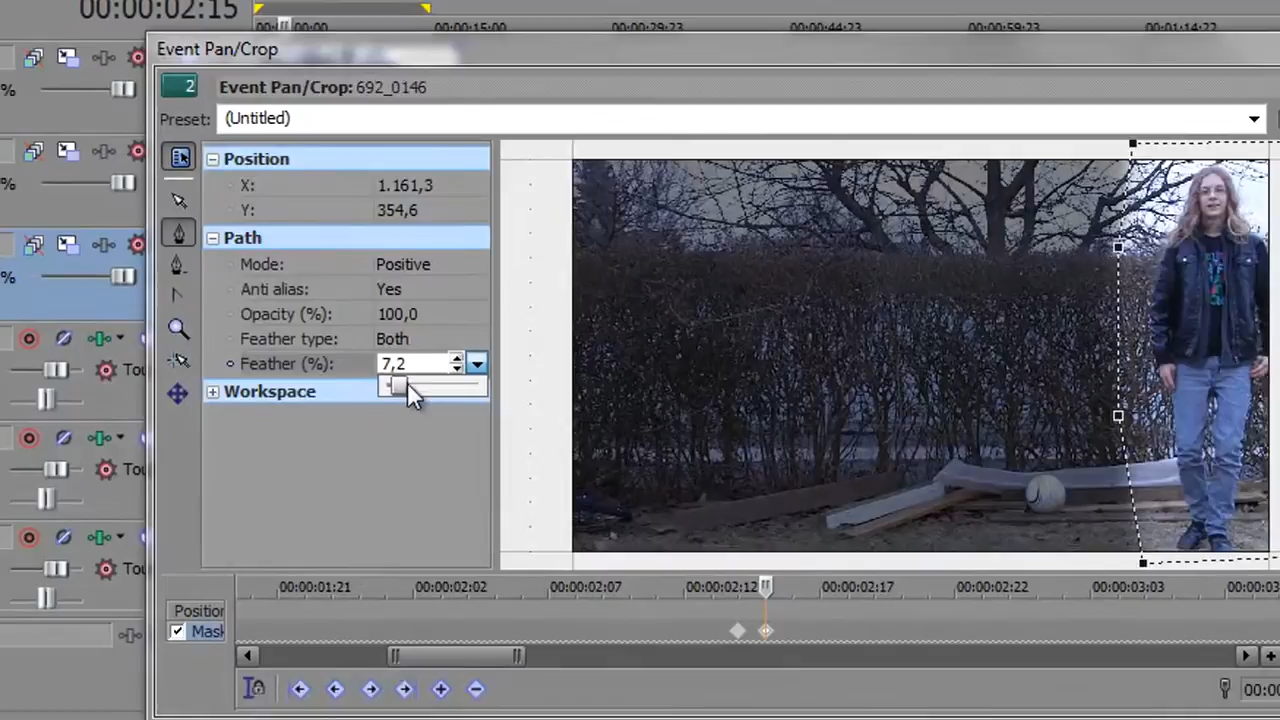 00:00:02:15
00:00:15:00
00:00:29:23
00:00:44:23
00:00:59:23
00:01:14:22
Event Pan/Crop
2
Event Pan/Crop: 692_0146
Preset: (Untitled)
Position
X: 1.161,3
Y: 354,6
Path
Mode: Positive
Anti alias: Yes
Opacity (%): 100,0
Feather type: Both
Feather (%): 7,2
Workspace
%
%
%
Tou
Tou
Tou
00:00:01:21 00:00:02:02 00:00:02:07 00:00:02:12 00:00:02:17 00:00:02:22 00:00:03:03 00:00:03
Position
Mask
00:00